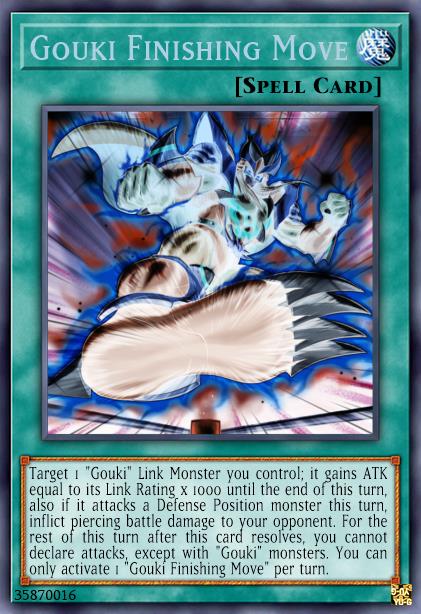 Gouki Finishing Move
魔
[Spell Card]
Target 1 "Gouki" Link Monster you control; it gains ATK
equal to its Link Rating x 1000 until the end of this turn,
also if it attacks a Defense Position monster this turn,
inflict piercing battle damage to your opponent. For the
rest of this turn after this card resolves, you cannot
declare attacks, except with "Gouki" monsters. You can
only activate 1 "Gouki Finishing Move" per turn.
35870016